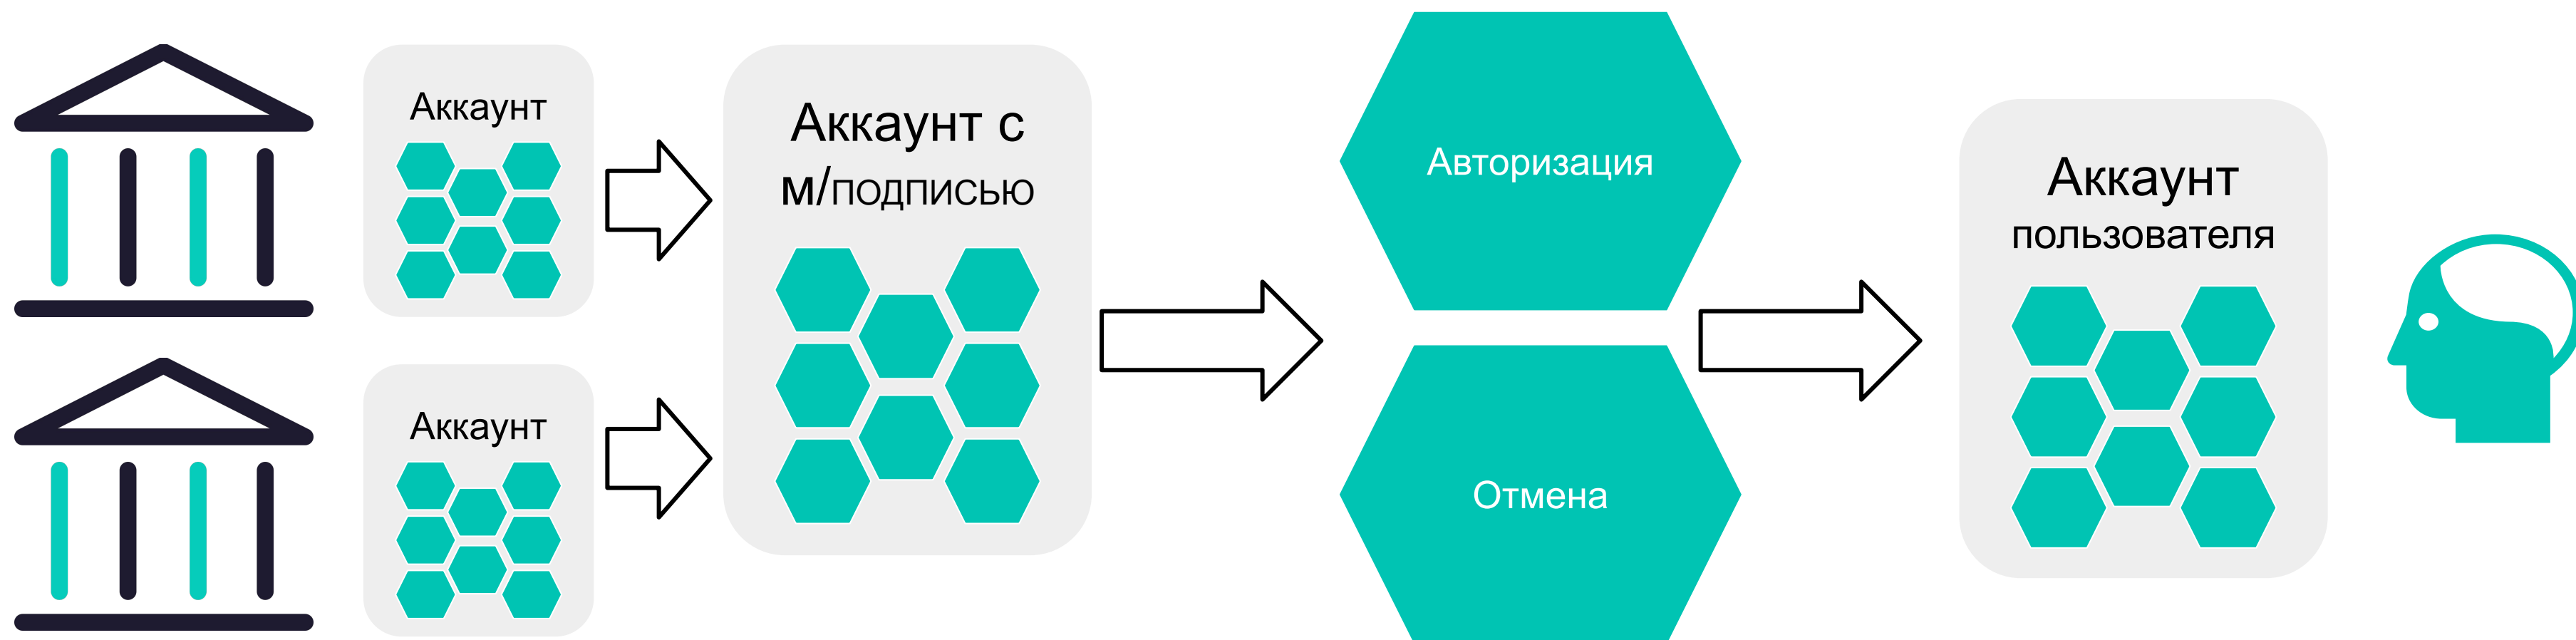 Аккаунт
Аккаунт
Аккаунт с
м/подписью
Авторизация
Отмена
Аккаунт
пользователя